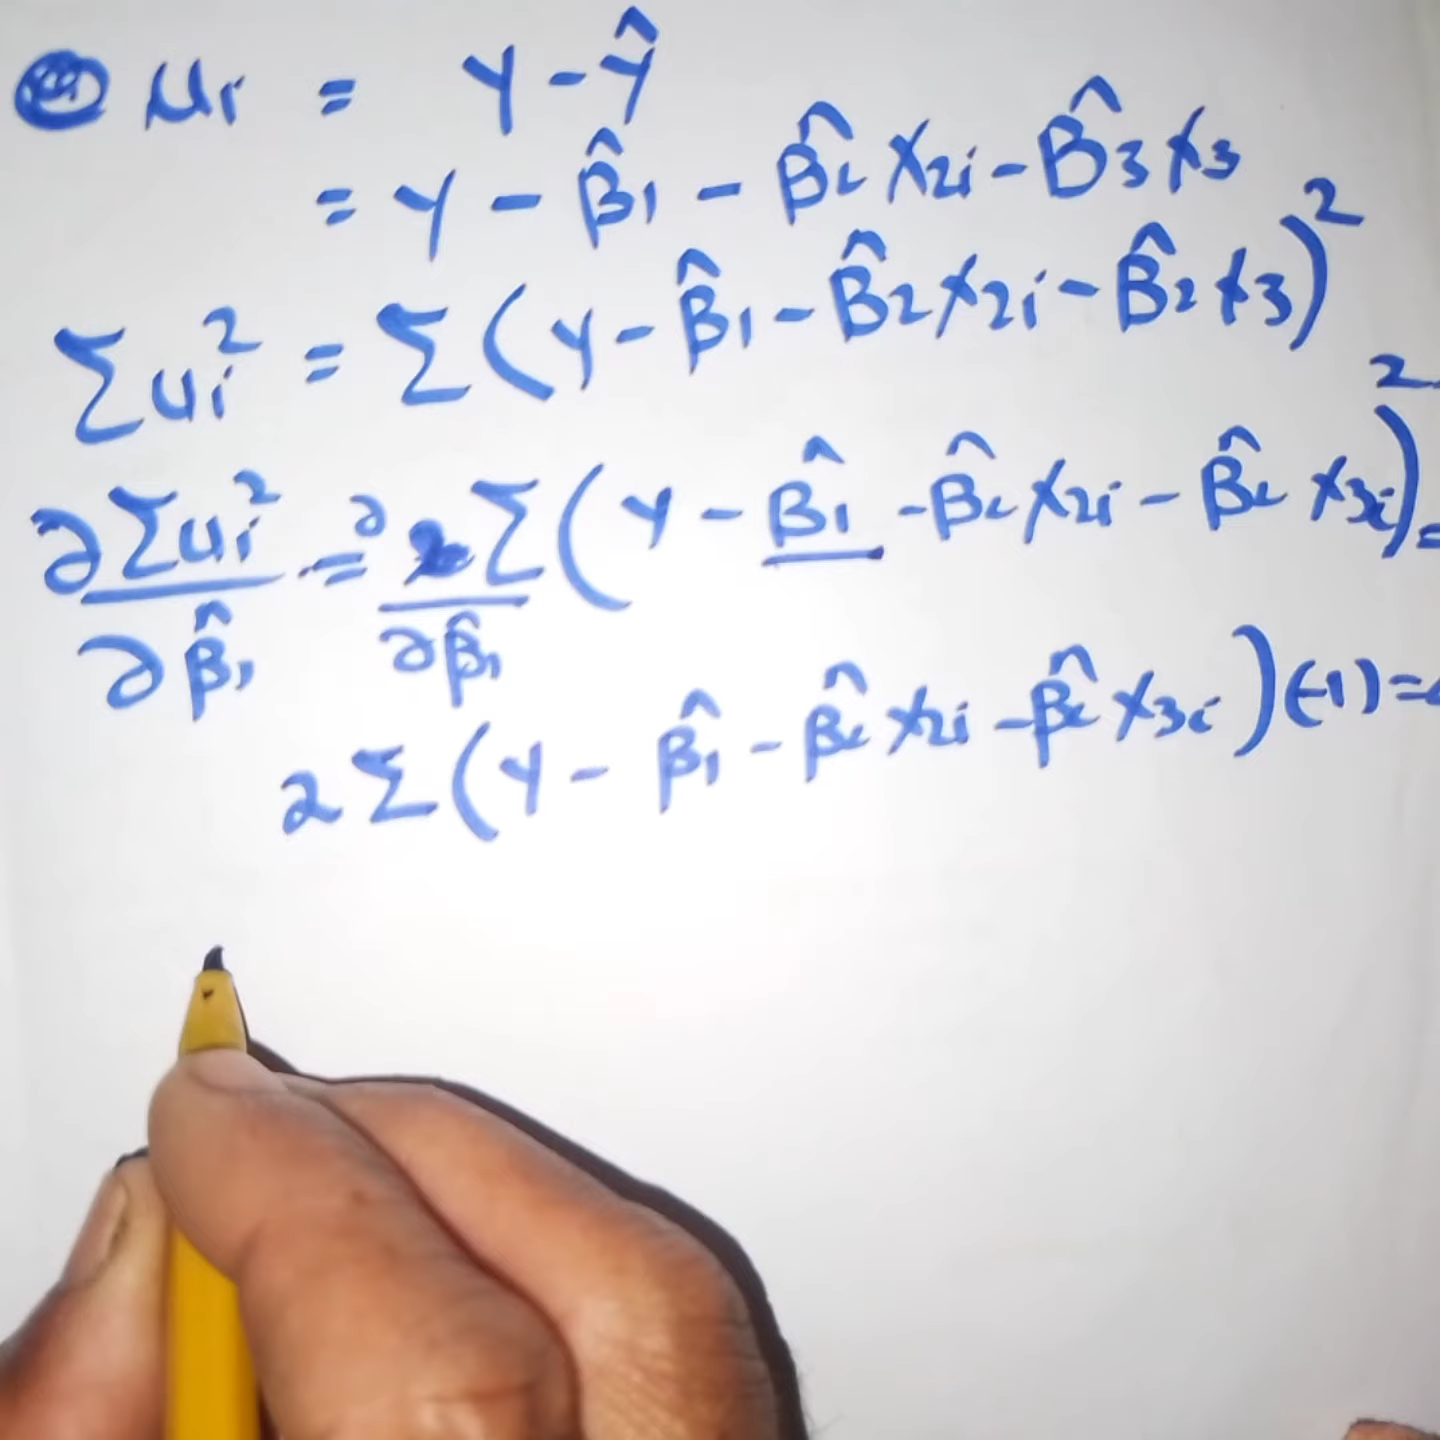 μi = Y - Ŷ
= Y - β̂1 - β̂2 X2i - β̂3 X3
Σui² = Σ(Y - β̂1 - β̂2 X2i - β̂2 X3)²
∂Σui²/∂β̂1 = ∂/∂β̂1 Σ(Y - β̂1 - β̂2 X2i - β̂2 X3i)² =
2Σ(Y - β̂1 - β̂2 X2i - β̂2 X3i)(-1) =